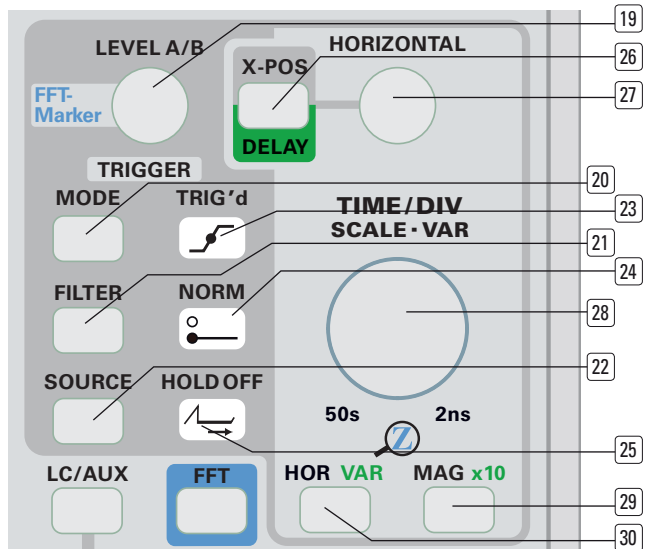 19
LEVEL A/B
HORIZONTAL
26
X-POS
FFT-
Marker
27
DELAY
TRIGGER
20
MODE
TRIG'd
TIME/DIV
23
SCALE · VAR
21
FILTER
NORM
24
28
SOURCE
HOLD OFF
22
50s
2ns
Z
25
LC/AUX
FFT
HOR VAR
MAG x10
29
30